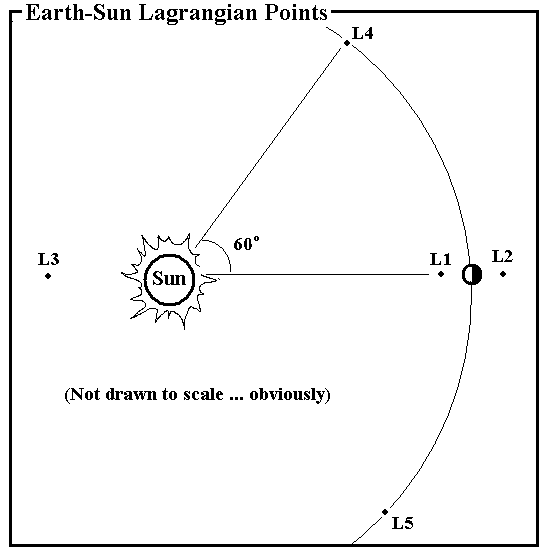 Earth-Sun Lagrangian Points
L4
60°
L3
L1
L2
Sun
(Not drawn to scale ... obviously)
L5